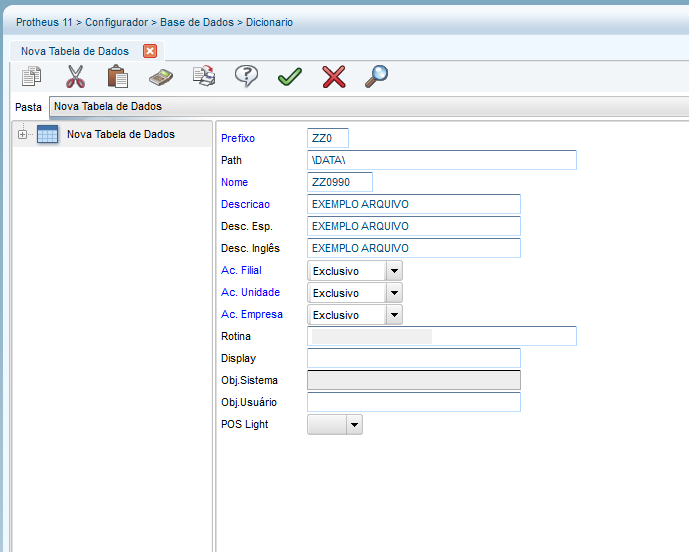 Protheus 11 > Configurador > Base de Dados > Dicionario
Nova Tabela de Dados
Pasta Nova Tabela de Dados
Nova Tabela de Dados
Prefixo ZZ0
Path \DATA\
Nome ZZ0990
Descricao EXEMPLO ARQUIVO
Desc. Esp. EXEMPLO ARQUIVO
Desc. Inglês EXEMPLO ARQUIVO
Ac. Filial Exclusivo
Ac. Unidade Exclusivo
Ac. Empresa Exclusivo
Rotina
Display
Obj.Sistema
Obj.Usuário
POS Light